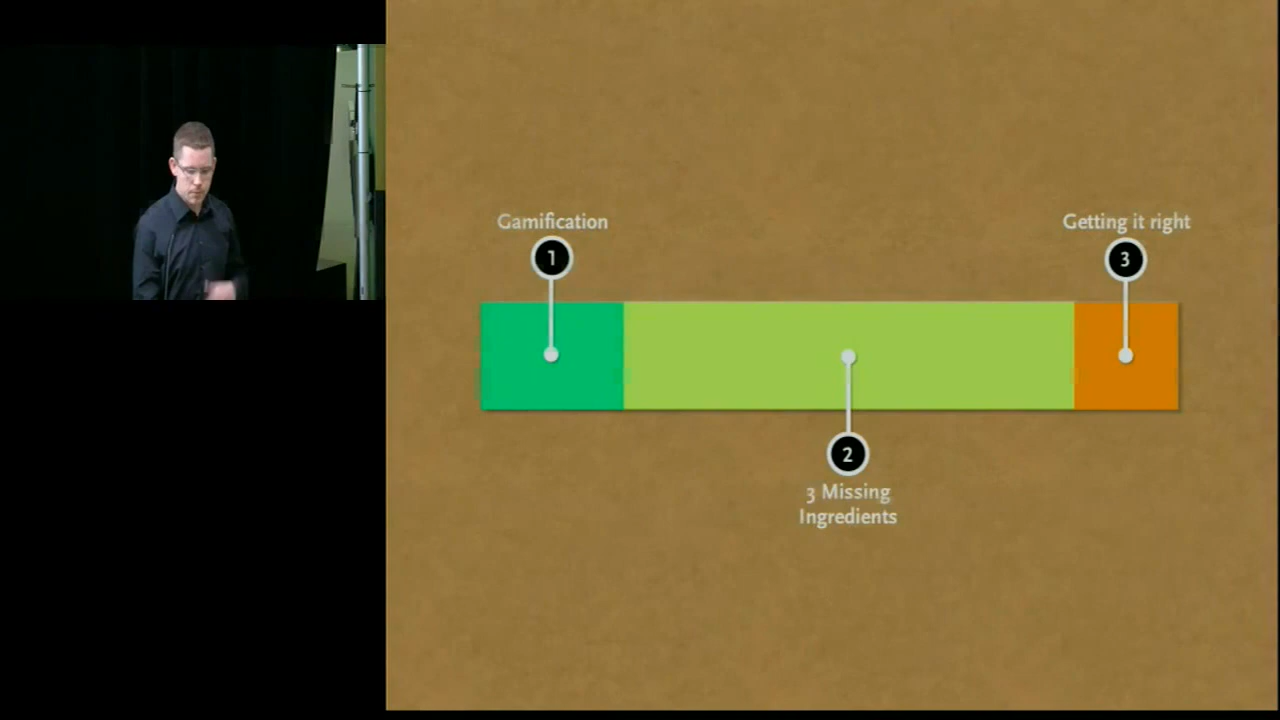 Gamification
1
Getting it right
3
2
3 Missing
Ingredients